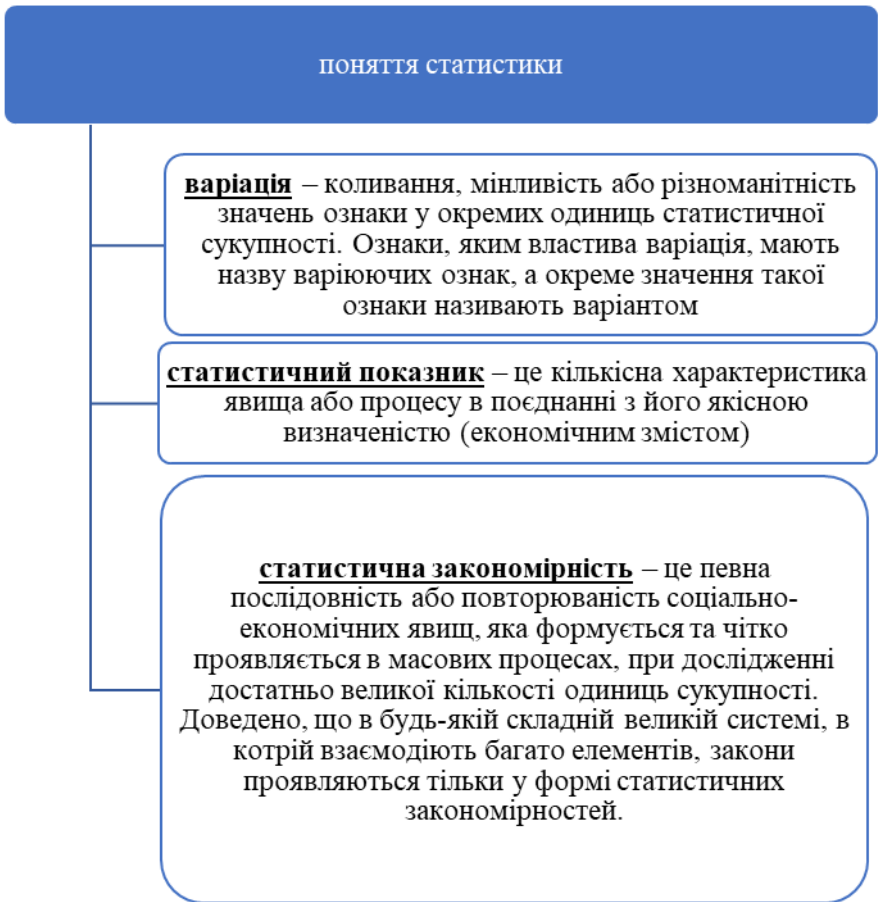 поняття статистики
варіація – коливання, мінливість або різноманітність
значень ознаки у окремих одиниць статистичної
сукупності. Ознаки, яким властива варіація, мають
назву варіюючих ознак, а окреме значення такої
ознаки називають варіантом
статистичний показник – це кількісна характеристика
явища або процесу в поєднанні з його якісною
визначеністю (економічним змістом)
статистична закономірність – це певна
послідовність або повторюваність соціально-
економічних явищ, яка формується та чітко
проявляється в масових процесах, при дослідженні
достатньо великої кількості одиниць сукупності.
Доведено, що в будь-якій складній великій системі, в
котрій взаємодіють багато елементів, закони
проявляються тільки у формі статистичних
закономірностей.